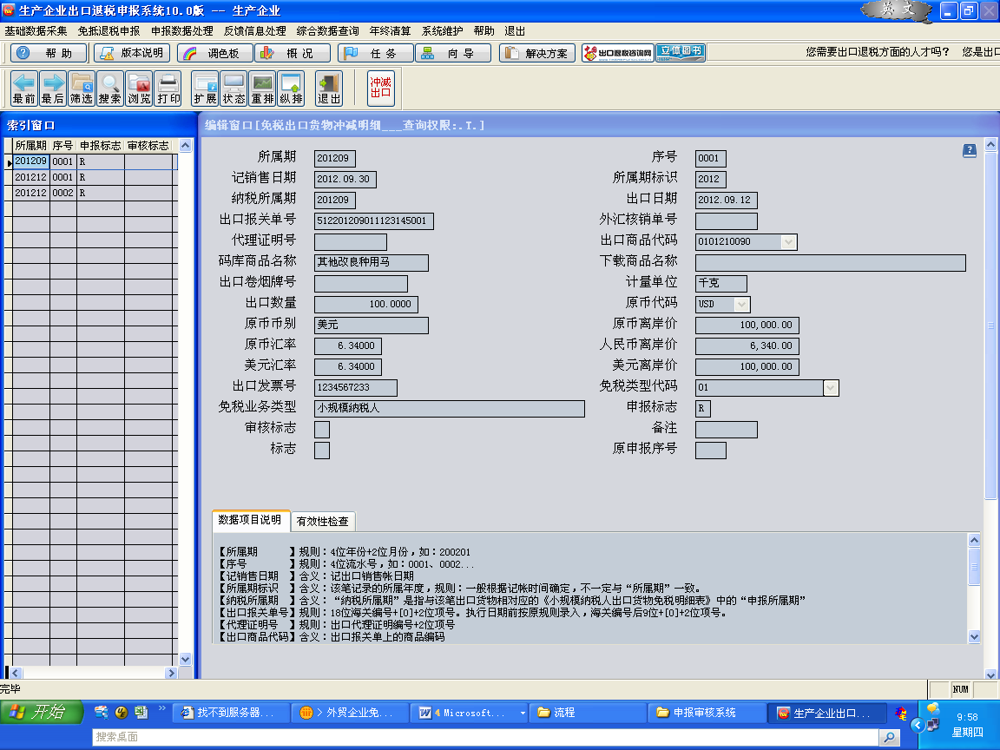 生产企业出口退税申报系统10.0版 -- 生产企业
英 文
基础数据采集 免抵退税申报 申报数据处理 反馈信息处理 综合数据查询 年终清算 系统维护 帮助 退出
帮 助 版本说明 调色板 概 况 任 务 向 导 解决方案 出口退税咨询网 立信图书 您需要出口退税方面的人才吗? 您是出口
最前 最后 筛选 搜索 浏览 打印 扩展 状态 重排 纵排 退出 冲减出口
索引窗口
所属期 序号 申报标志 审核标志
201209 0001 R
201212 0001 R
201212 0002 R
编辑窗口[免税出口货物冲减明细___查询权限:.T.]
所属期 201209 序号 0001
记销售日期 2012.09.30 所属期标识 2012
纳税所属期 201209 出口日期 2012.09.12
出口报关单号 512201209011123145001 外汇核销单号
代理证明号 出口商品代码 0101210090
码库商品名称 其他改良种用马 下载商品名称
出口卷烟牌号 计量单位 千克
出口数量 100.0000 原币代码 USD
原币币别 美元 原币离岸价 100,000.00
原币汇率 6.34000 人民币离岸价 6,340.00
美元汇率 6.34000 美元离岸价 100,000.00
出口发票号 1234567233 免税类型代码 01
免税业务类型 小规模纳税人 申报标志 R
审核标志 备注
标志 原申报序号
数据项目说明 有效性检查
【所属期 】规则:4位年份+2位月份,如:200201
【序号 】规则:4位流水号,如:0001、0002...
【记销售日期 】含义:记出口销售帐日期
【所属期标识 】含义:该笔记录的所属年度,规则:一般根据记帐时间确定,不一定与“所属期”一致。
【纳税所属期 】含义:“纳税所属期”是指与该笔出口货物相对应的《小规模纳税人出口货物免税明细表》中的“申报所属期”
【出口报关单号】规则:18位海关编号+[0]+2位项号。执行日期前按原规则录入,海关编号后9位+[0]+2位项号。
【代理证明号 】规则:出口代理证明编号+2位项号
【出口商品代码】含义:出口报关单上的商品编码
完毕
NUM
开始 » 找不到服务器... > 外贸企业免... 4 Microsoft... 流程 申报审核系统 生产企业出口... 9:58
搜索桌面 星期四